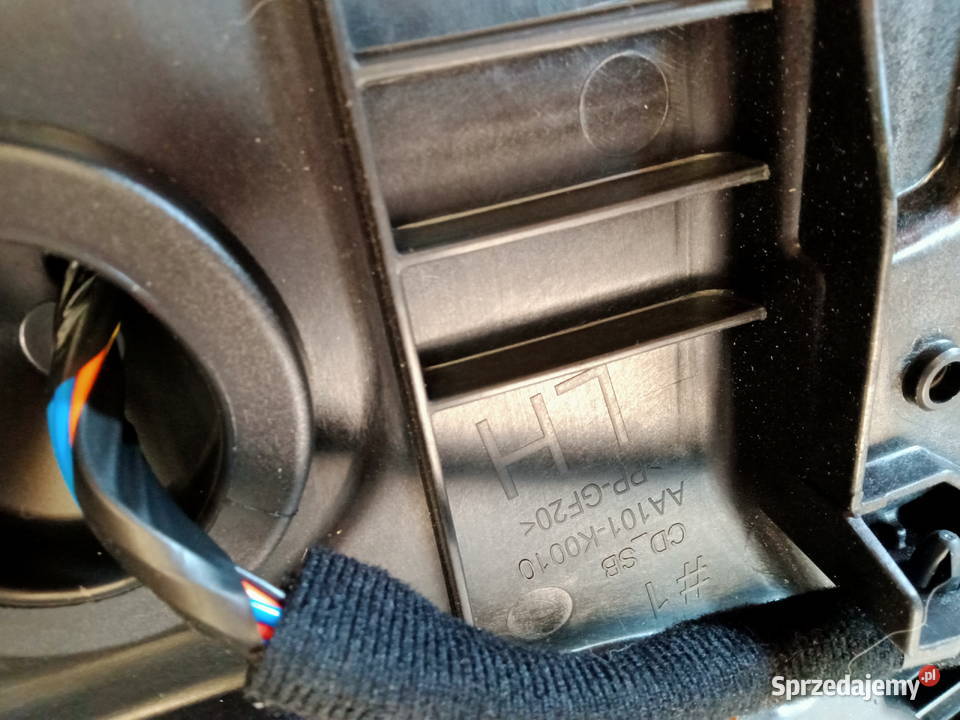 #1
CD_SB
AA101-K0010
>PP-GF20<
LH
Sprzedajemy.pl